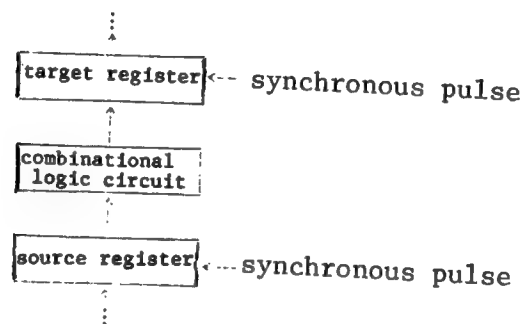 target register
synchronous pulse
combinational
logic circuit
source register
synchronous pulse